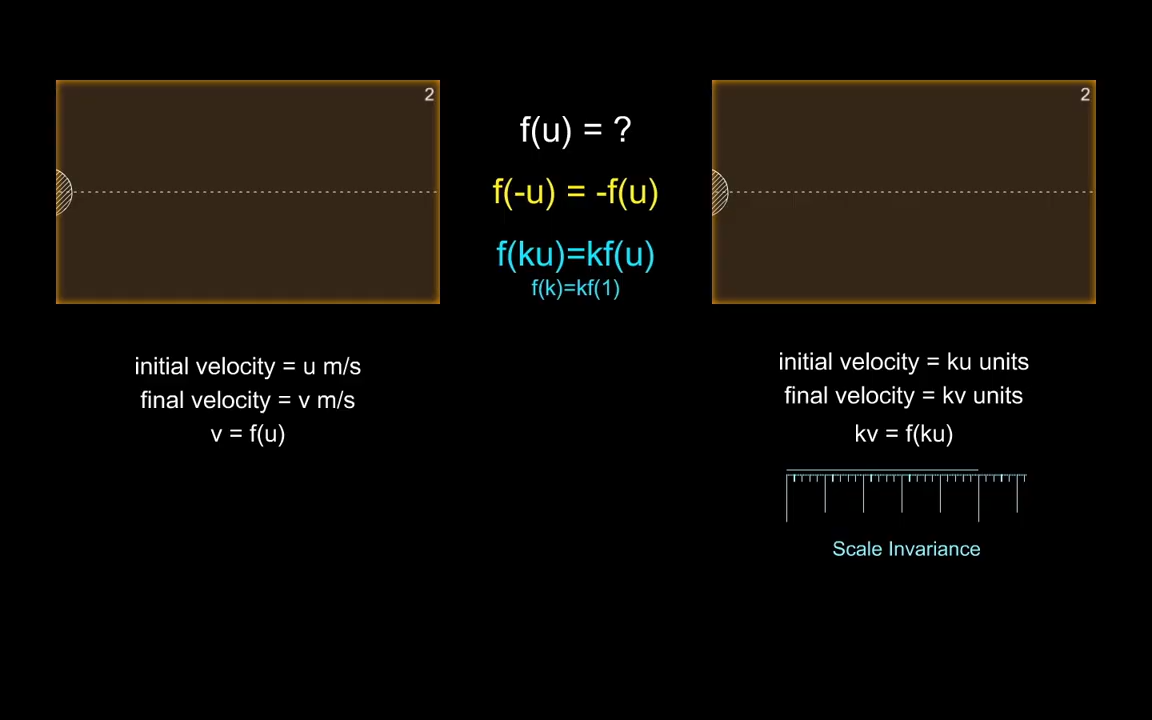 2
f(u) = ?
f(-u) = -f(u)
f(ku)=kf(u)
f(k)=kf(1)
2
initial velocity = u m/s
final velocity = v m/s
v = f(u)
initial velocity = ku units
final velocity = kv units
kv = f(ku)
Scale Invariance